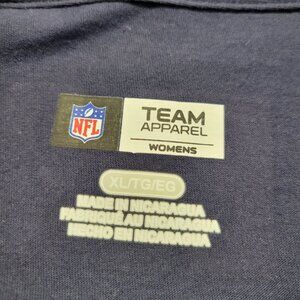 NFL
TEAM
APPAREL
WOMENS
XL/TG/EG
MADE IN NICARAGUA
FABRIQUÉ AU NICARAGUA
HECHO EN NICARAGUA